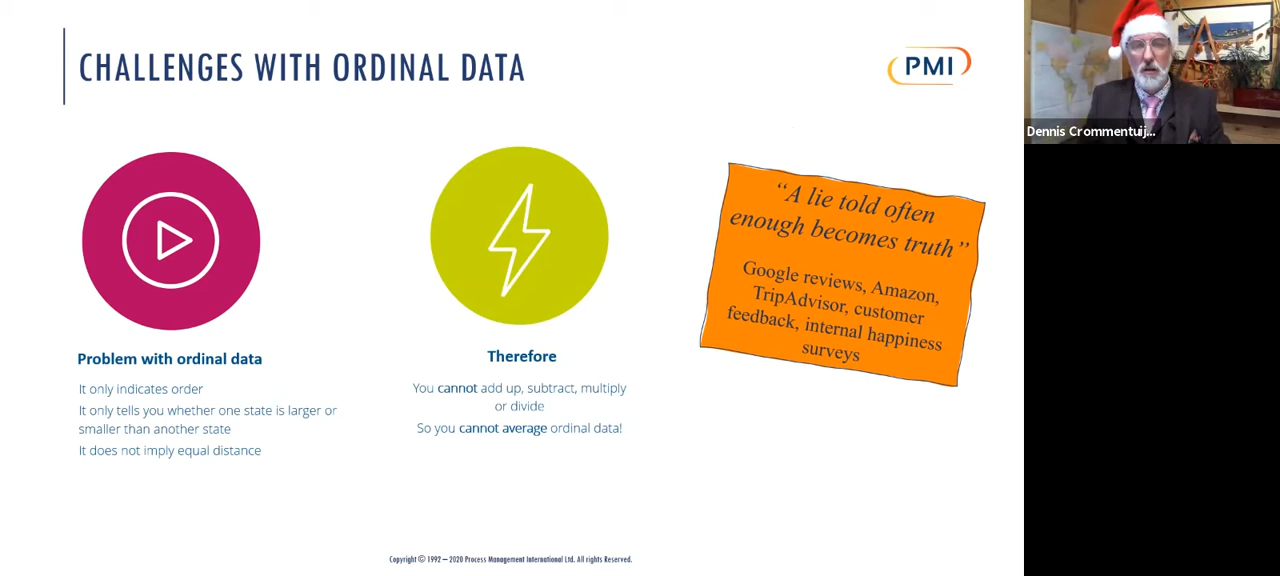 CHALLENGES WITH ORDINAL DATA
PMI
Dennis Crommentuij...
Problem with ordinal data
It only indicates order
It only tells you whether one state is larger or
smaller than another state
It does not imply equal distance
Therefore
You cannot add up, subtract, multiply
or divide
So you cannot average ordinal data!
“A lie told often
enough becomes truth”
Google reviews, Amazon,
TripAdvisor, customer
feedback, internal happiness
surveys
Copyright © 1992 – 2020 Process Management International Ltd. All rights Reserved.